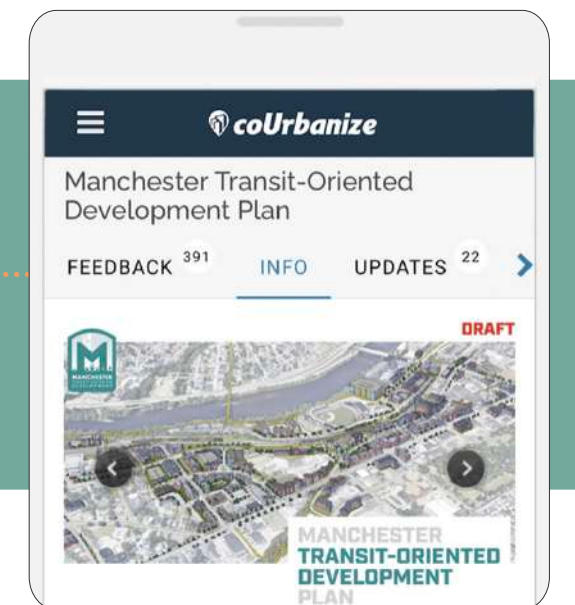 coUrbanize
Manchester Transit-Oriented
Development Plan
FEEDBACK 391 INFO UPDATES 22
DRAFT
M
MANCHESTER
MANCHESTER
TRANSIT-ORIENTED
DEVELOPMENT
PLAN